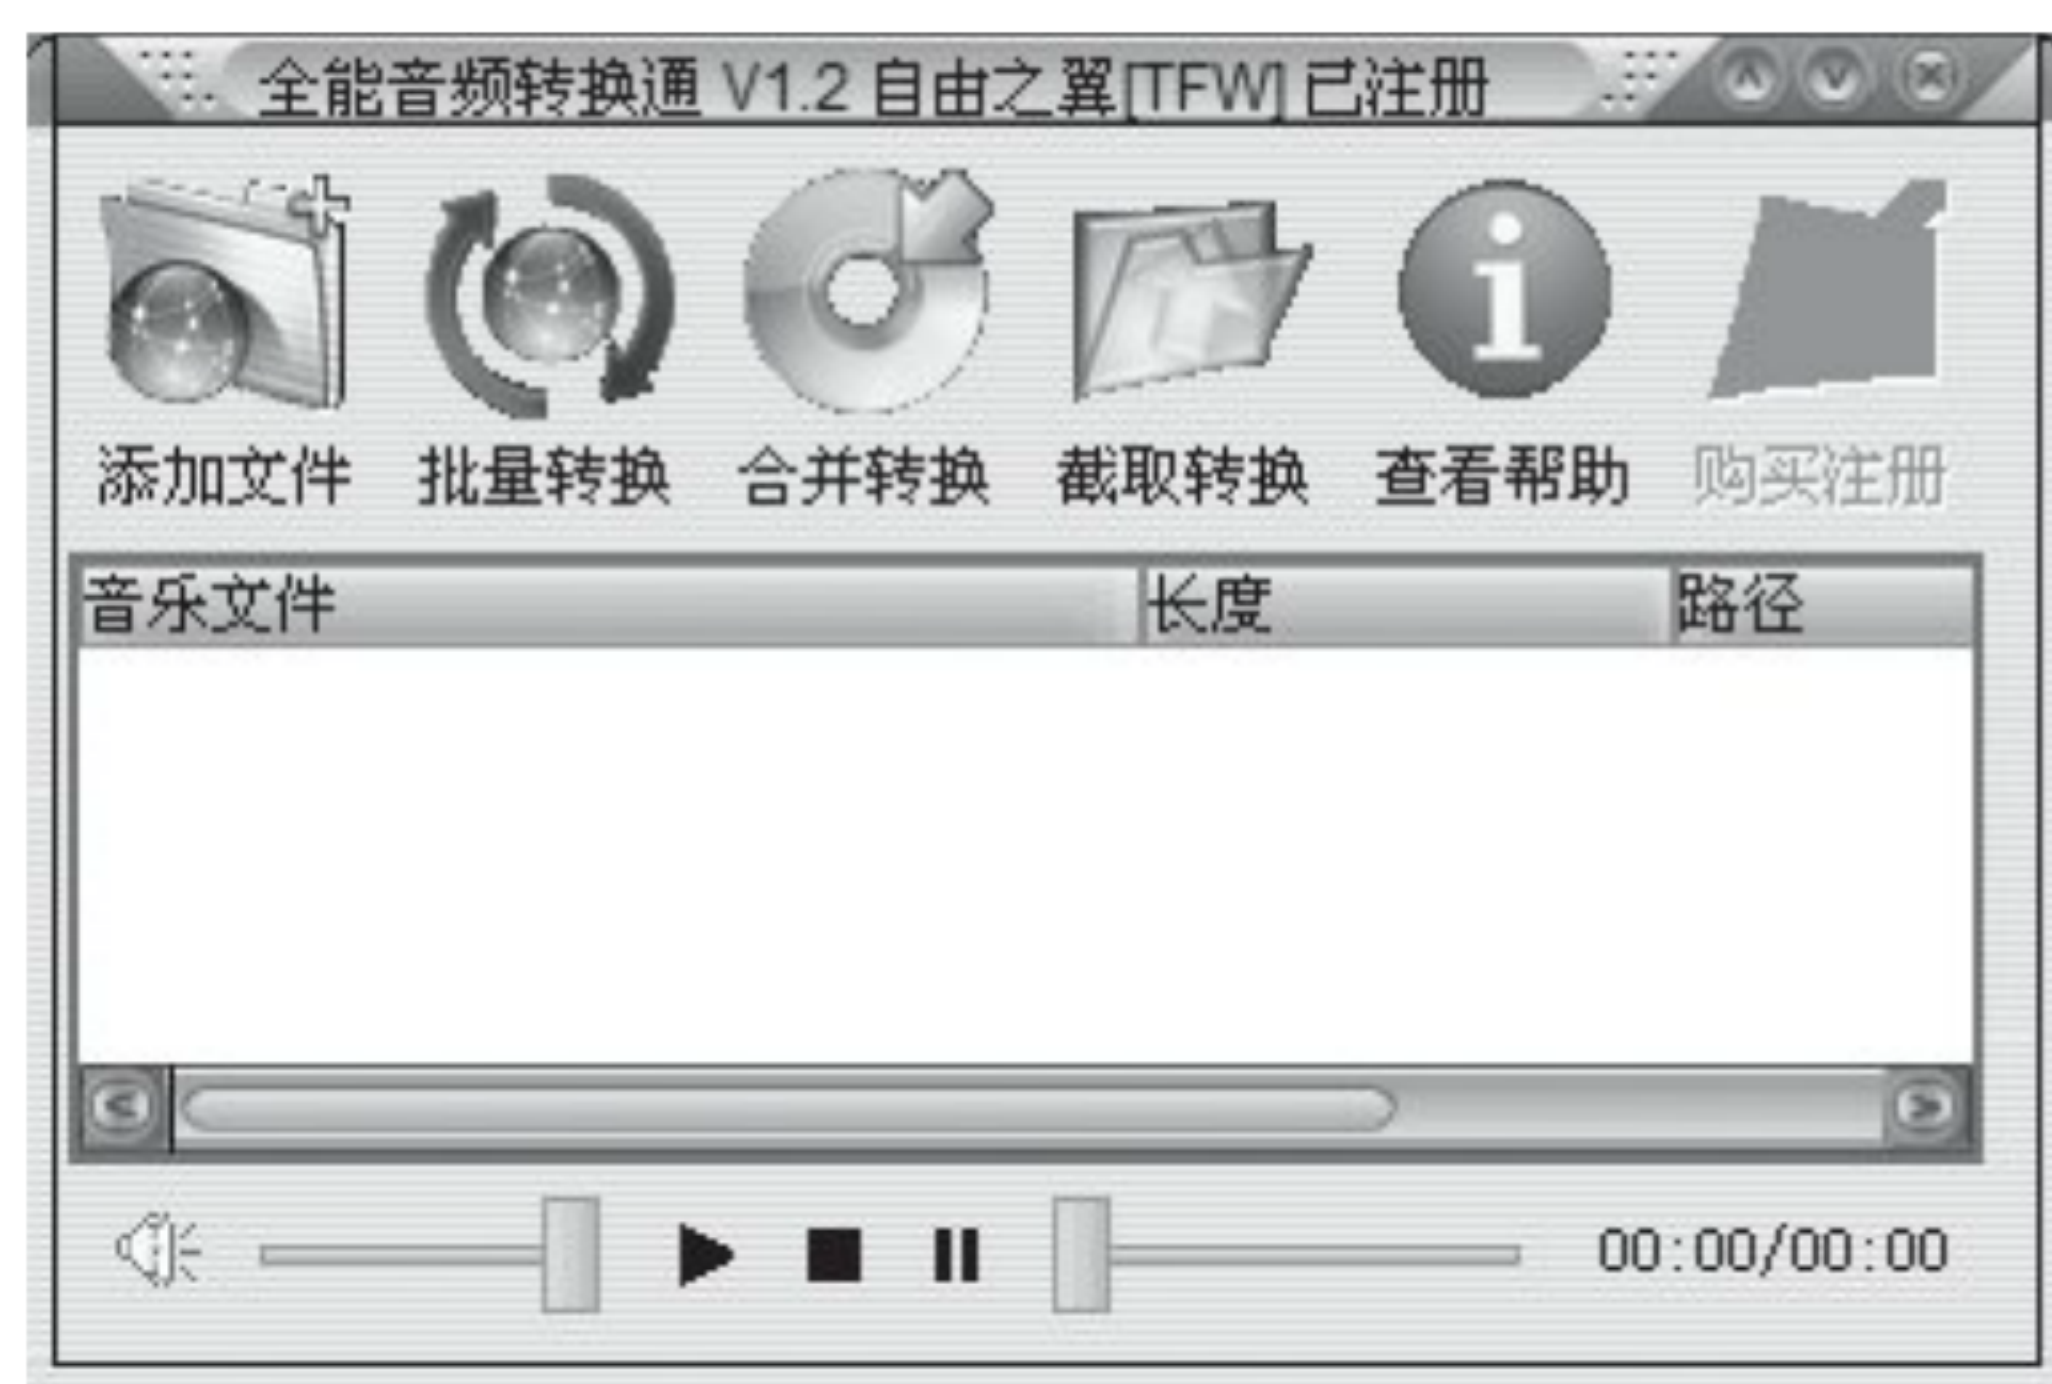 全能音频转换通 V1.2 自由之翼[TFW] 已注册
添加文件 批量转换 合并转换 截取转换 查看帮助 购买注册
音乐文件 长度 路径
00:00/00:00